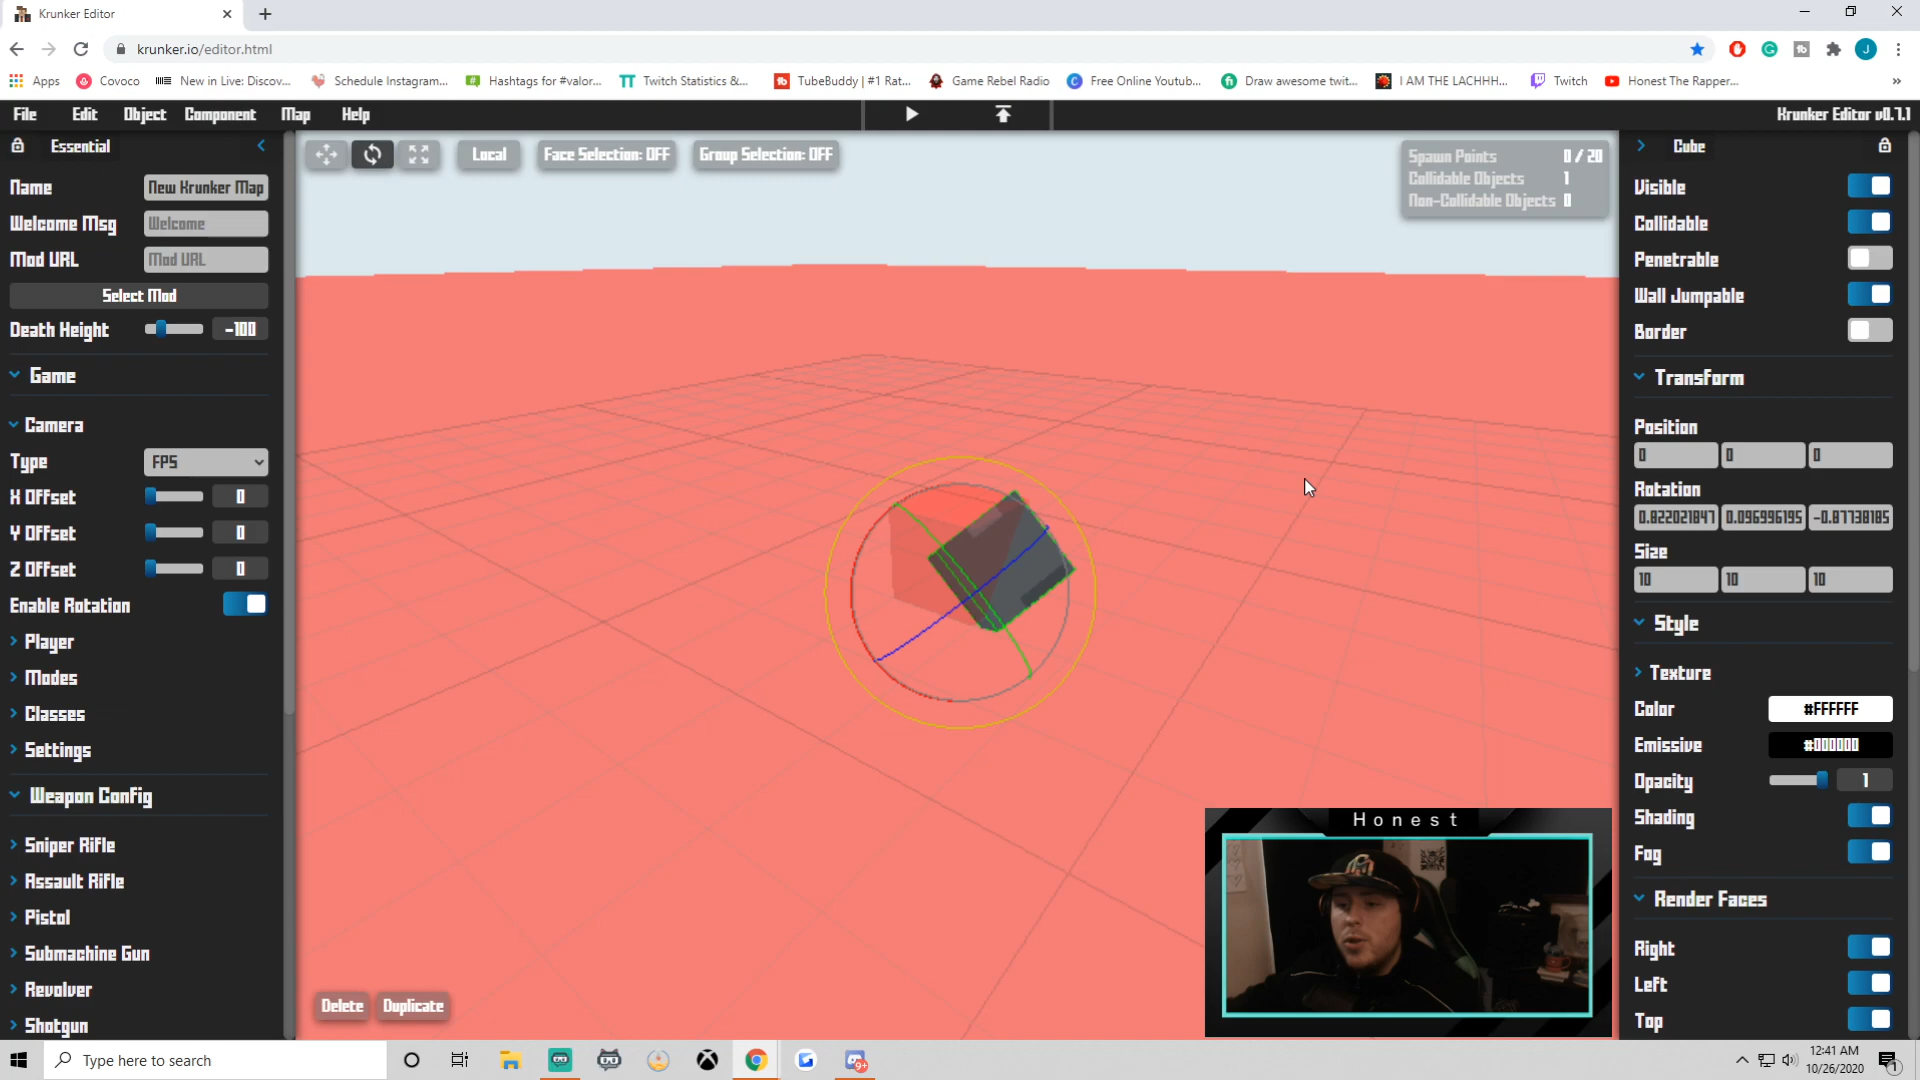 Krunker Editor
krunker.io/editor.html
J
Apps Covoco New in Live: Discov... Schedule Instagram... Hashtags for #valor... TT Twitch Statistics &... tb TubeBuddy | #1 Rat... Game Rebel Radio Free Online Youtub... Draw awesome twit... I AM THE LACHHH... Twitch Honest The Rapper... »
File Edit Object Component Map Help Krunker Editor v0.7.1
Essential
Name New Krunker Map
Welcome Msg Welcome
Mod URL Mod URL
Select Mod
Death Height -100
Game
Camera
Type FPS
X Offset 0
Y Offset 0
Z Offset 0
Enable Rotation
Player
Modes
Classes
Settings
Weapon Config
Sniper Rifle
Assault Rifle
Pistol
Submachine Gun
Revolver
Shotgun
Local Face Selection: OFF Group Selection: OFF
Spawn Points 0 / 20
Collidable Objects 1
Non-Collidable Objects 0
Delete Duplicate
Honest
Cube
Visible
Collidable
Penetrable
Wall Jumpable
Border
Transform
Position
0 0 0
Rotation
0.822021847 0.096996195 -0.87738185
Size
10 10 10
Style
Texture
Color #FFFFFF
Emissive #000000
Opacity 1
Shading
Fog
Render Faces
Right
Left
Top
Type here to search
9+
12:41 AM
10/26/2020
1